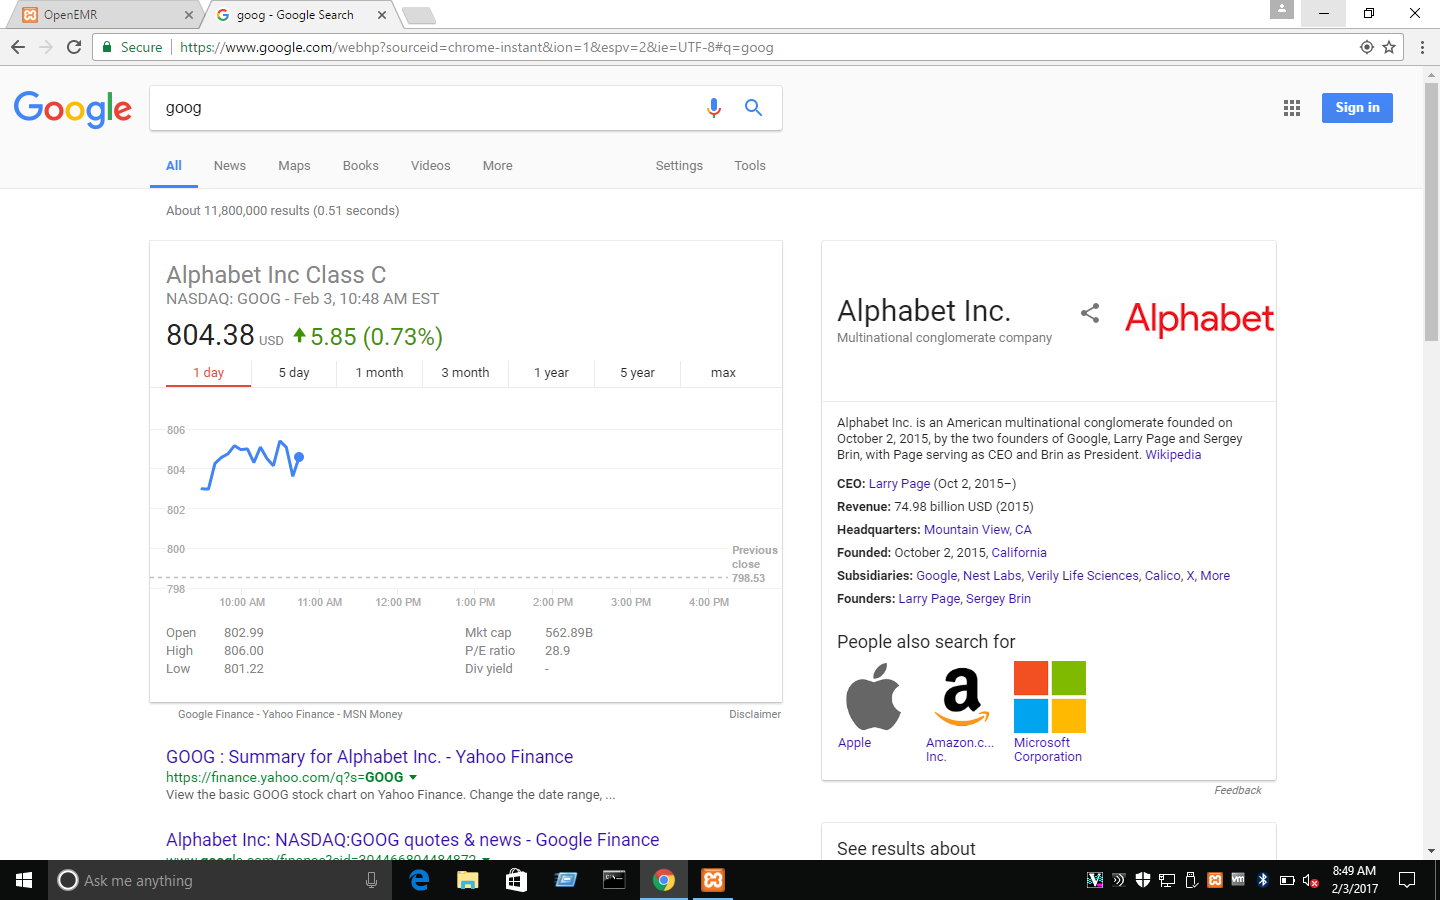 OpenEMR
goog - Google Search
Secure
https://www.google.com/webhp?sourceid=chrome-instant&ion=1&espv=2&ie=UTF-8#q=goog
Google
goog
Sign in
All News Maps Books Videos More Settings Tools
About 11,800,000 results (0.51 seconds)
Alphabet Inc Class C
NASDAQ: GOOG - Feb 3, 10:48 AM EST
804.38 USD 5.85 (0.73%)
1 day 5 day 1 month 3 month 1 year 5 year max
806
804
802
800
798
Previous
close
798.53
10:00 AM 11:00 AM 12:00 PM 1:00 PM 2:00 PM 3:00 PM 4:00 PM
Open 802.99 Mkt cap 562.89B
High 806.00 P/E ratio 28.9
Low 801.22 Div yield -
Google Finance - Yahoo Finance - MSN Money
Disclaimer
GOOG : Summary for Alphabet Inc. - Yahoo Finance
https://finance.yahoo.com/q?s=GOOG
View the basic GOOG stock chart on Yahoo Finance. Change the date range, ...
Alphabet Inc: NASDAQ:GOOG quotes & news - Google Finance
Alphabet Inc.
Multinational conglomerate company
Alphabet
Alphabet Inc. is an American multinational conglomerate founded on
October 2, 2015, by the two founders of Google, Larry Page and Sergey
Brin, with Page serving as CEO and Brin as President. Wikipedia
CEO: Larry Page (Oct 2, 2015–)
Revenue: 74.98 billion USD (2015)
Headquarters: Mountain View, CA
Founded: October 2, 2015, California
Subsidiaries: Google, Nest Labs, Verily Life Sciences, Calico, X, More
Founders: Larry Page, Sergey Brin
People also search for
Apple
Amazon.c...
Inc.
Microsoft
Corporation
Feedback
See results about
Ask me anything
8:49 AM
2/3/2017